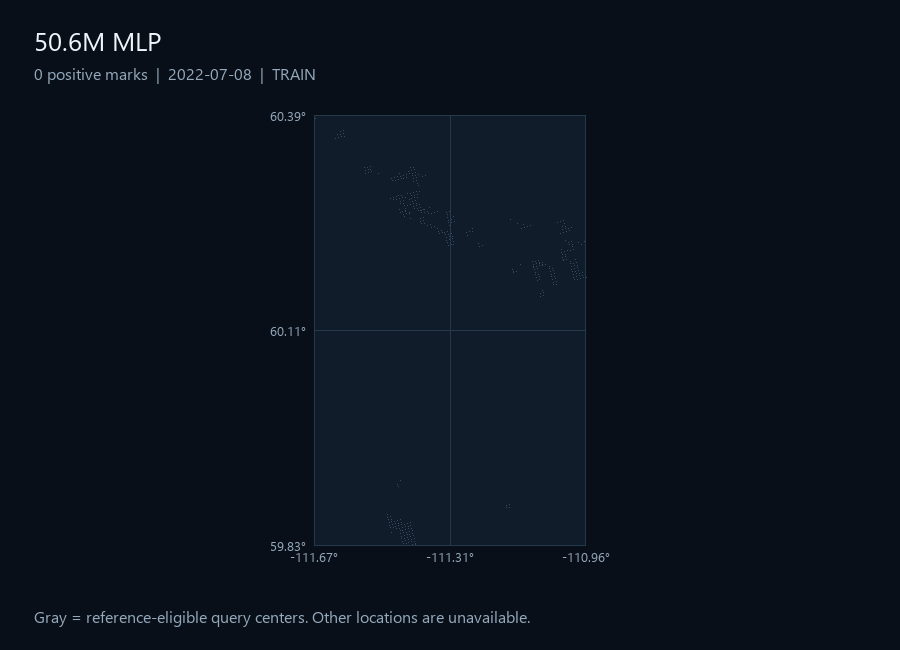 50.6M MLP
0 positive marks | 2022-07-08 | TRAIN
60.39°
60.11°
59.83°
-111.67° -111.31° -110.96°
Gray = reference-eligible query centers. Other locations are unavailable.